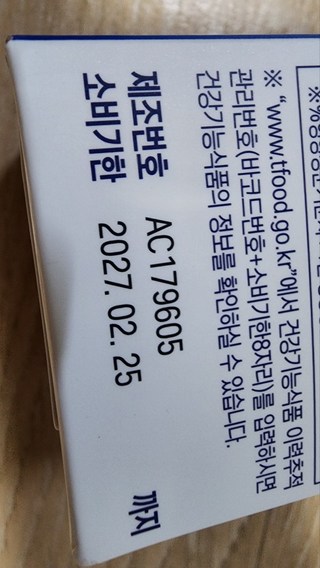 ※ "www.tfood.go.kr"에서 건강기능식품 이력추적
관리번호(바코드번호+소비기한8자리)를 입력하시면
건강기능식품의 정보를 확인하실 수 있습니다.
제조번호 AC179605
소비기한 2027. 02. 25 까지